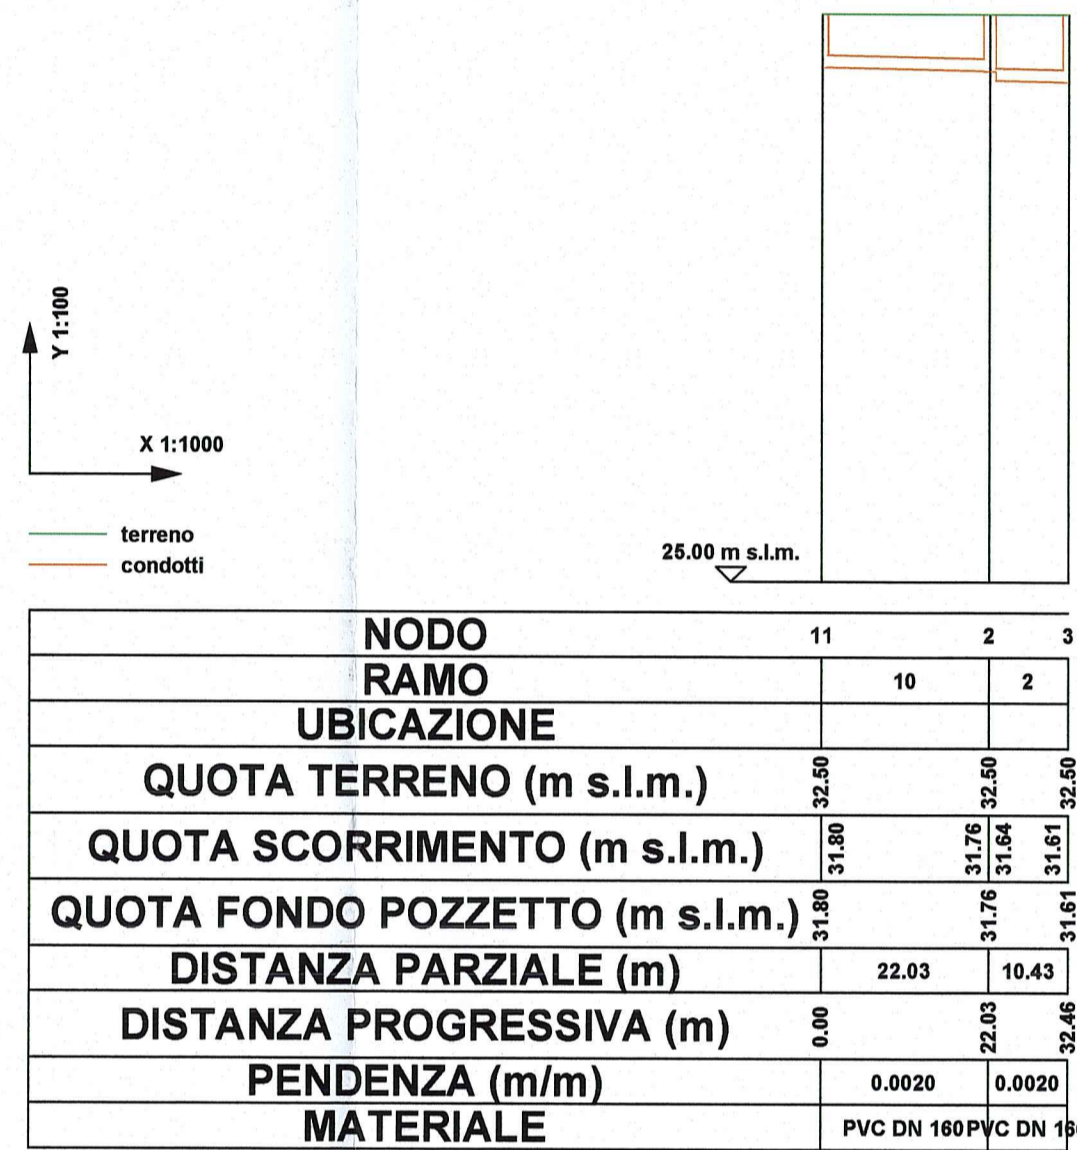 Y 1:100
X 1:1000
terreno
condotti
25.00 m s.l.m.
NODO 11 2 3
RAMO 10 2
UBICAZIONE
QUOTA TERRENO (m s.l.m.) 32.50 32.50 32.50
QUOTA SCORRIMENTO (m s.l.m.) 31.80 31.76 31.64 31.61
QUOTA FONDO POZZETTO (m s.l.m.) 31.80 31.76 31.61
DISTANZA PARZIALE (m) 22.03 10.43
DISTANZA PROGRESSIVA (m) 0.00 22.03 32.46
PENDENZA (m/m) 0.0020 0.0020
MATERIALE PVC DN 160 PVC DN